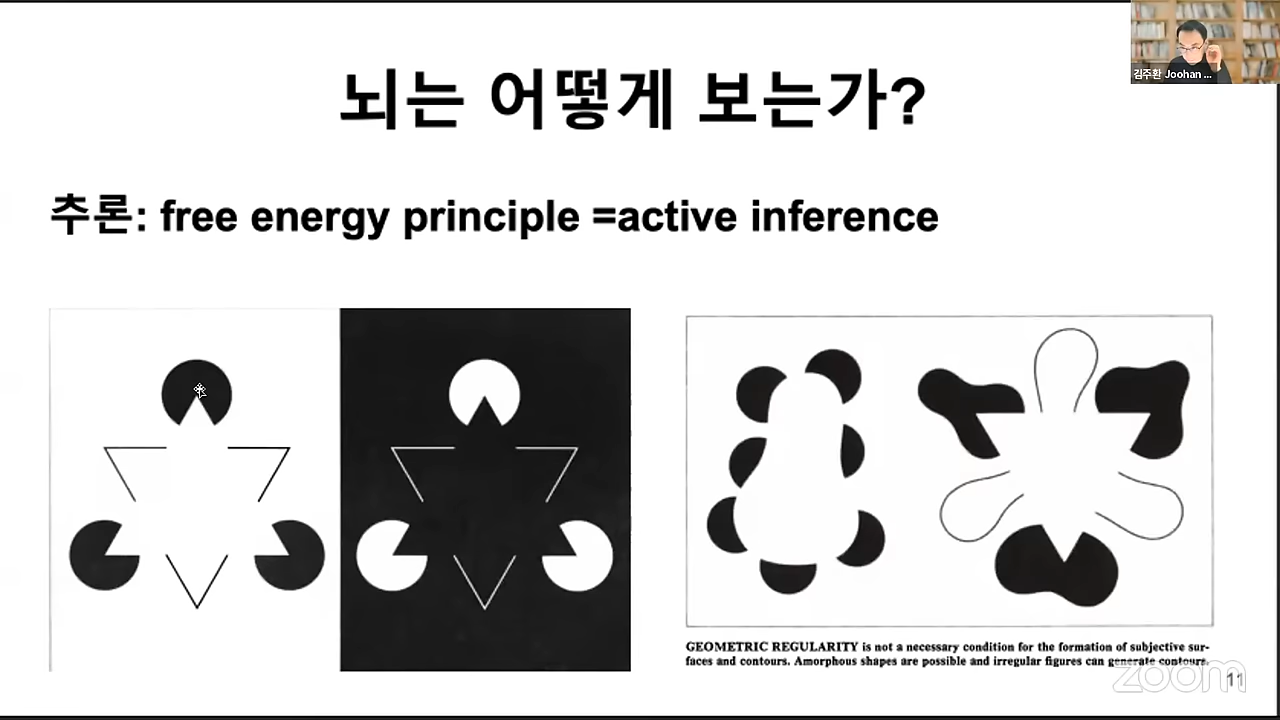 김주환 Joohan ...
뇌는 어떻게 보는가?
추론: free energy principle =active inference
GEOMETRIC REGULARITY is not a necessary condition for the formation of subjective sur-
faces and contours. Amorphous shapes are possible and irregular figures can generate contours.
zoom
11